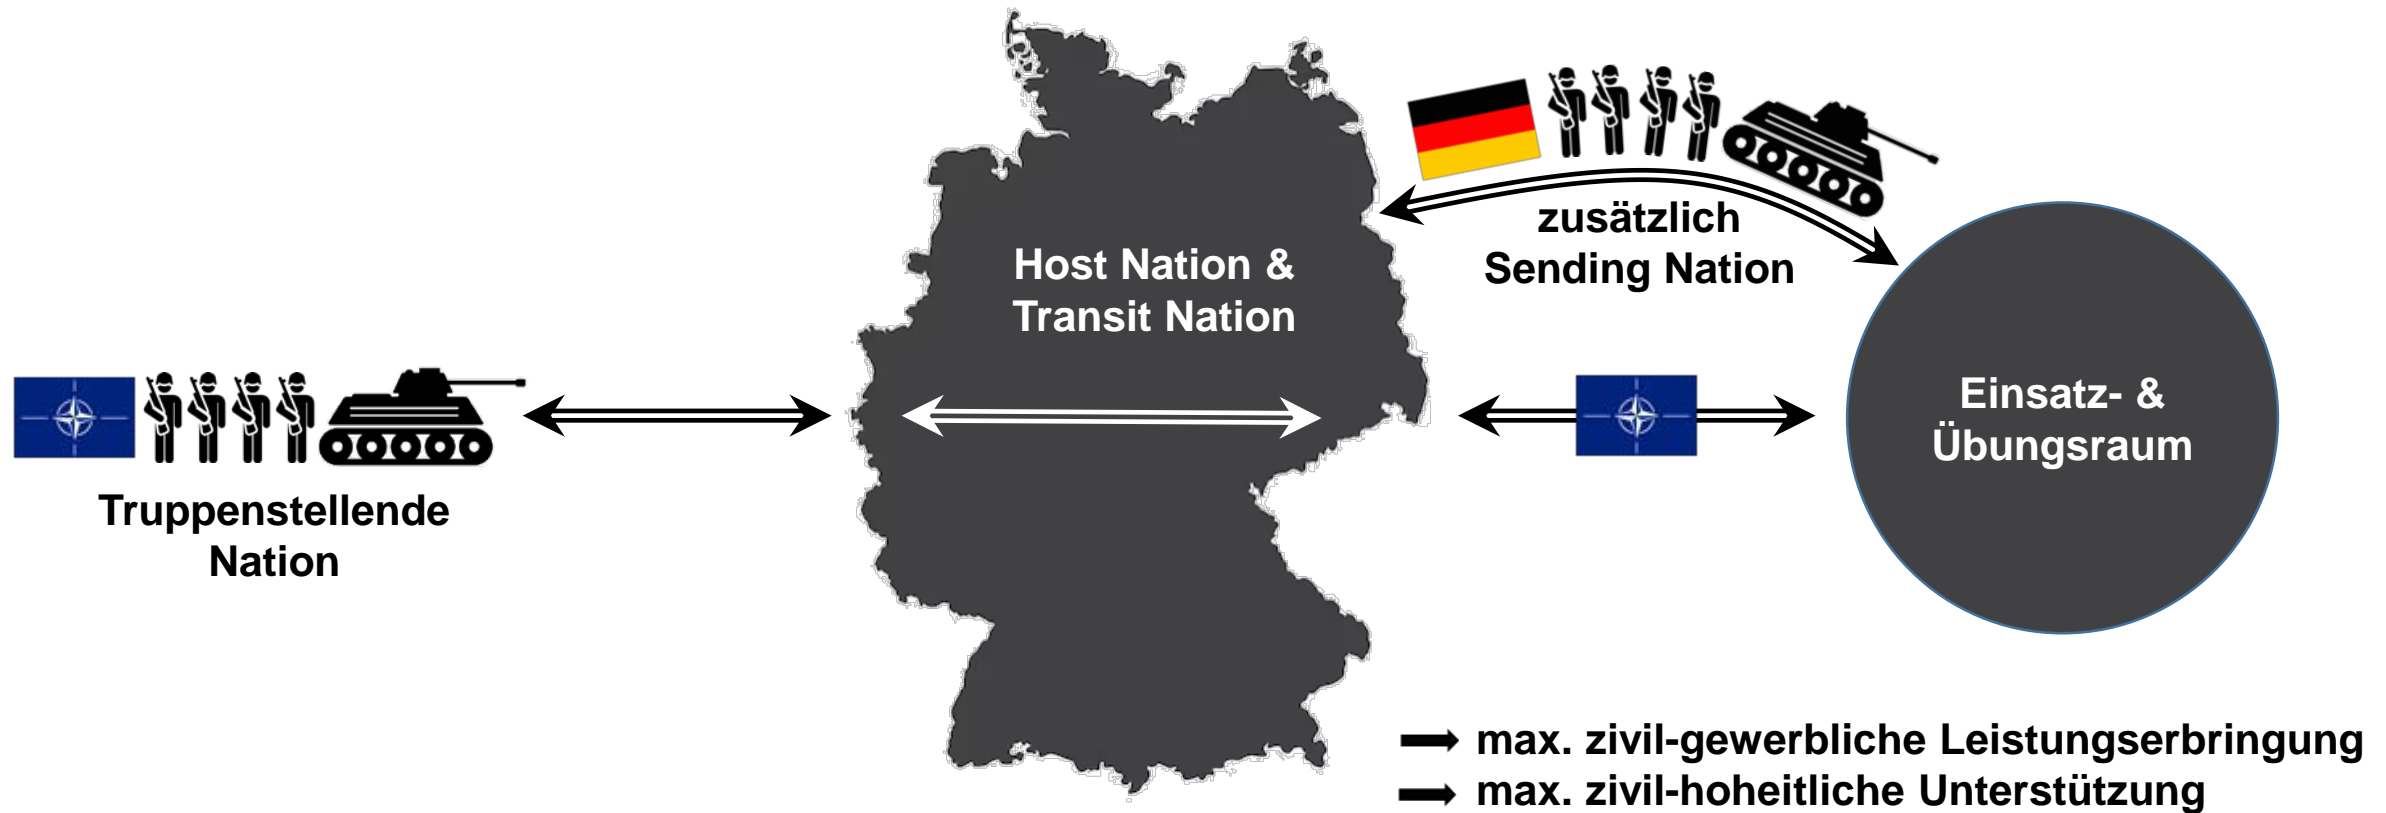 zusätzlich
Sending Nation
Host Nation &
Transit Nation
Truppenstellende
Nation
Einsatz- &
Übungsraum
max. zivil-gewerbliche Leistungserbringung
max. zivil-hoheitliche Unterstützung